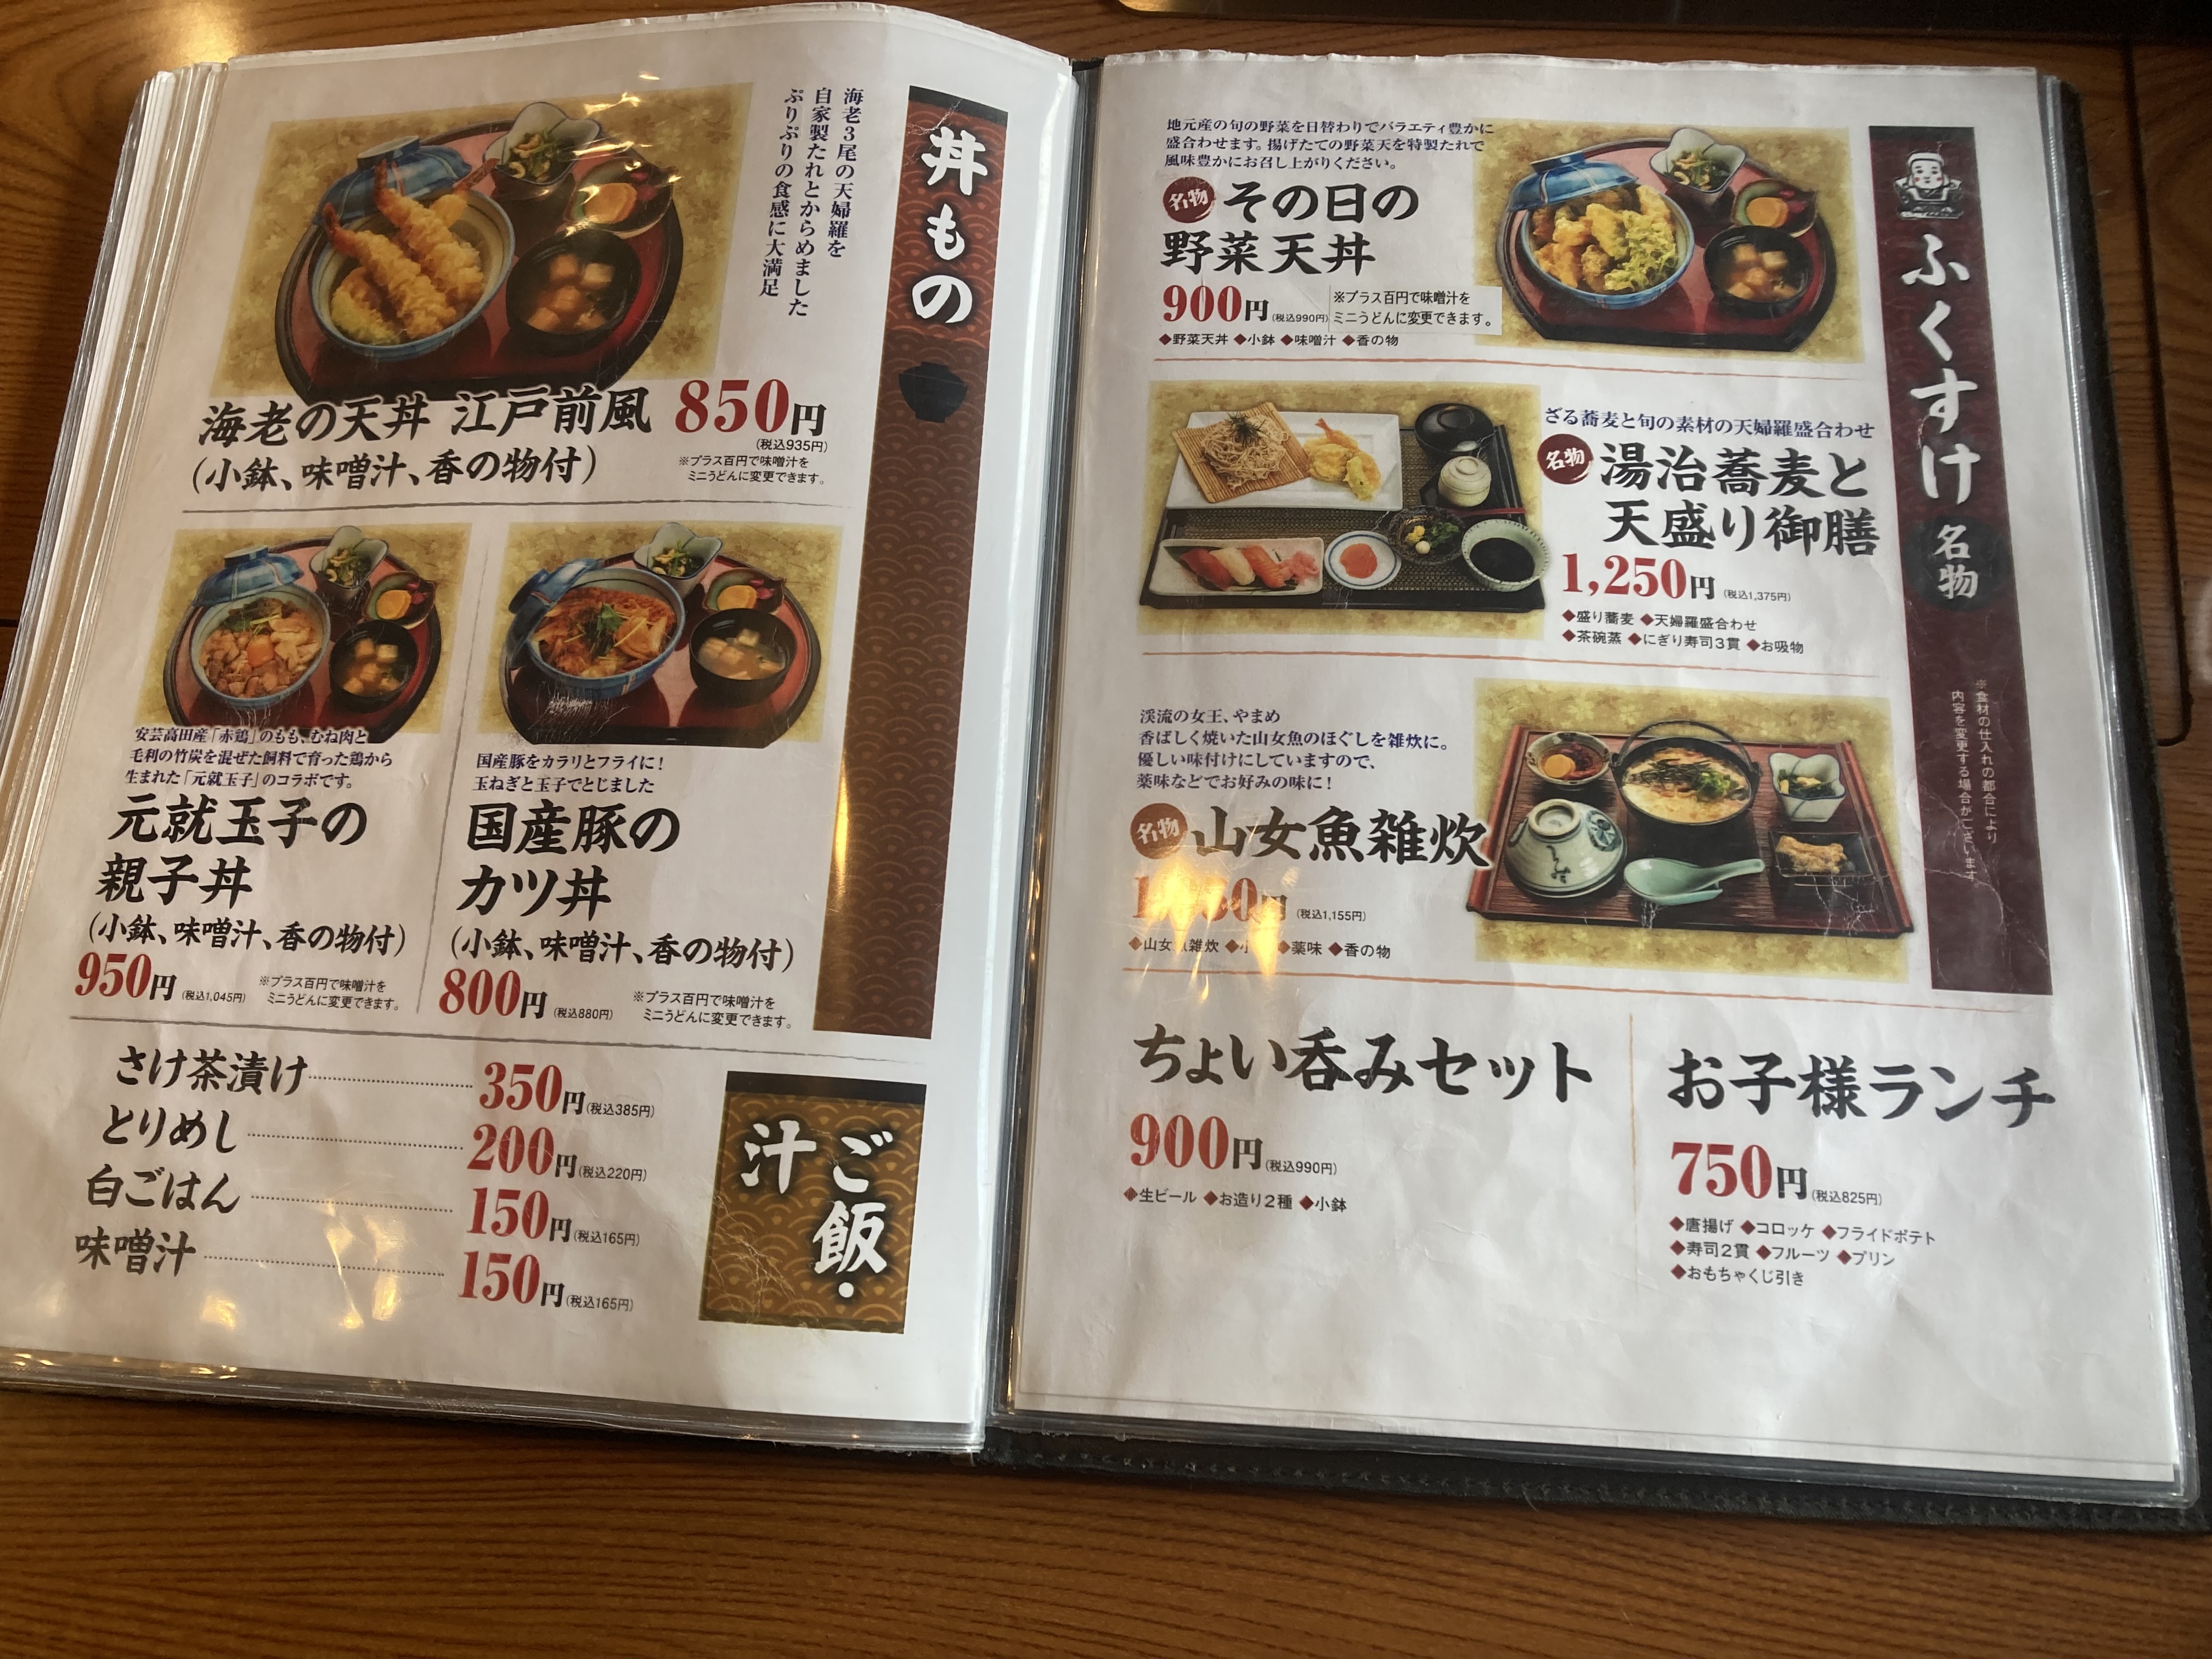 丼もの
海老3尾の天婦羅を
自家製たれとからめました
ぷりぷりの食感に大満足
海老の天丼 江戸前風 850円
(税込935円)
(小鉢、味噌汁、香の物付)
※プラス百円で味噌汁を
ミニうどんに変更できます。
安芸高田産「赤鶏」のもも、むね肉と
毛利の竹炭を混ぜた飼料で育った鶏から
生まれた「元就玉子」のコラボです。
元就玉子の
親子丼
(小鉢、味噌汁、香の物付)
950円(税込1,045円)
※プラス百円で味噌汁を
ミニうどんに変更できます。
国産豚をカラリとフライに!
玉ねぎと玉子でとじました
国産豚の
カツ丼
(小鉢、味噌汁、香の物付)
800円(税込880円)
※プラス百円で味噌汁を
ミニうどんに変更できます。
ご飯・
汁
さけ茶漬け 350円(税込385円)
とりめし 200円(税込220円)
白ごはん 150円(税込165円)
味噌汁 150円(税込165円)
ふくすけ名物
※食材の仕入れの都合により
内容を変更する場合がございます。
地元産の旬の野菜を日替わりでバラエティ豊かに
盛合わせます。揚げたての野菜天を特製たれで
風味豊かにお召し上がりください。
名物 その日の
野菜天丼
900円(税込990円)
※プラス百円で味噌汁を
ミニうどんに変更できます。
◆野菜天丼 ◆小鉢 ◆味噌汁 ◆香の物
ざる蕎麦と旬の素材の天婦羅盛合わせ
名物 湯治蕎麦と
天盛り御膳
1,250円(税込1,375円)
◆盛り蕎麦 ◆天婦羅盛合わせ
◆茶碗蒸 ◆にぎり寿司3貫 ◆お吸物
渓流の女王、やまめ
香ばしく焼いた山女魚のほぐしを雑炊に。
優しい味付けにしていますので、
薬味などでお好みの味に!
名物 山女魚雑炊
(税込1,155円)
◆山女魚雑炊 ◆薬味 ◆香の物
ちょい呑みセット
900円(税込990円)
◆生ビール ◆お造り2種 ◆小鉢
お子様ランチ
750円(税込825円)
◆唐揚げ ◆コロッケ ◆フライドポテト
◆寿司2貫 ◆フルーツ ◆プリン
◆おもちゃくじ引き